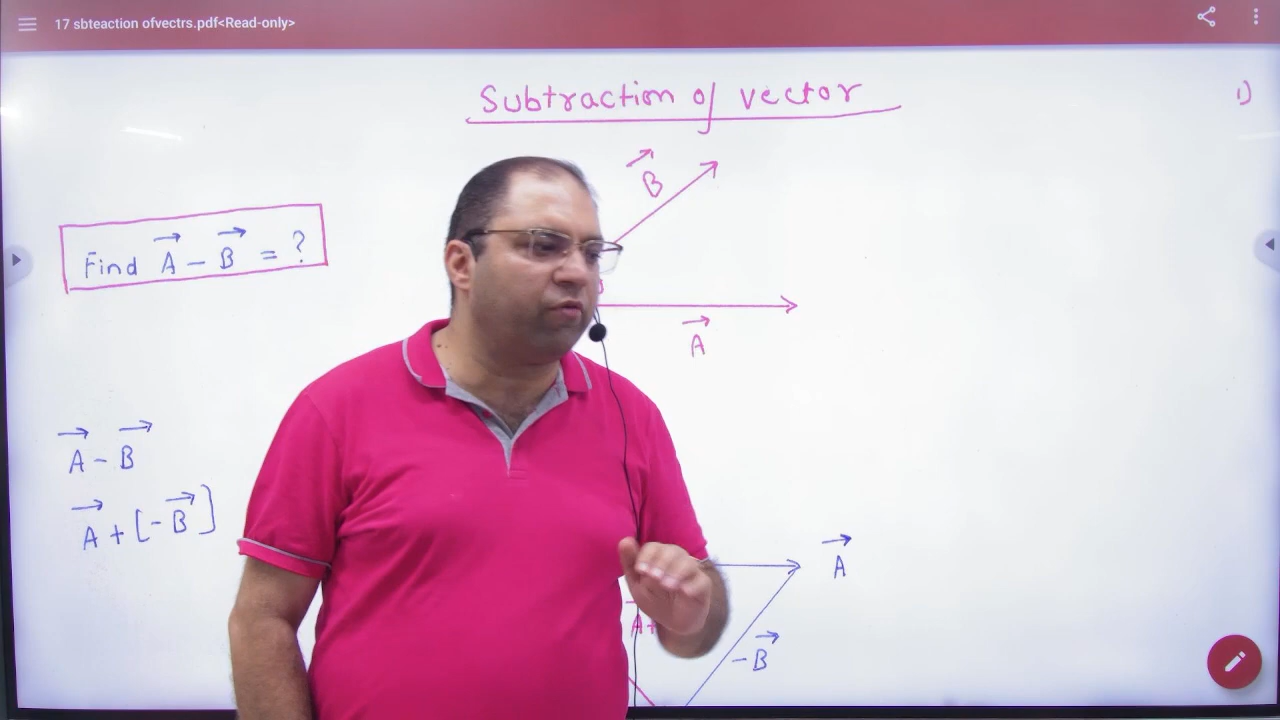 17 sbteaction ofvectrs.pdf<Read-only>
Subtraction of vector
1)
B
Find A - B = ?
A
A - B
A + [-B]
A
A+
-B